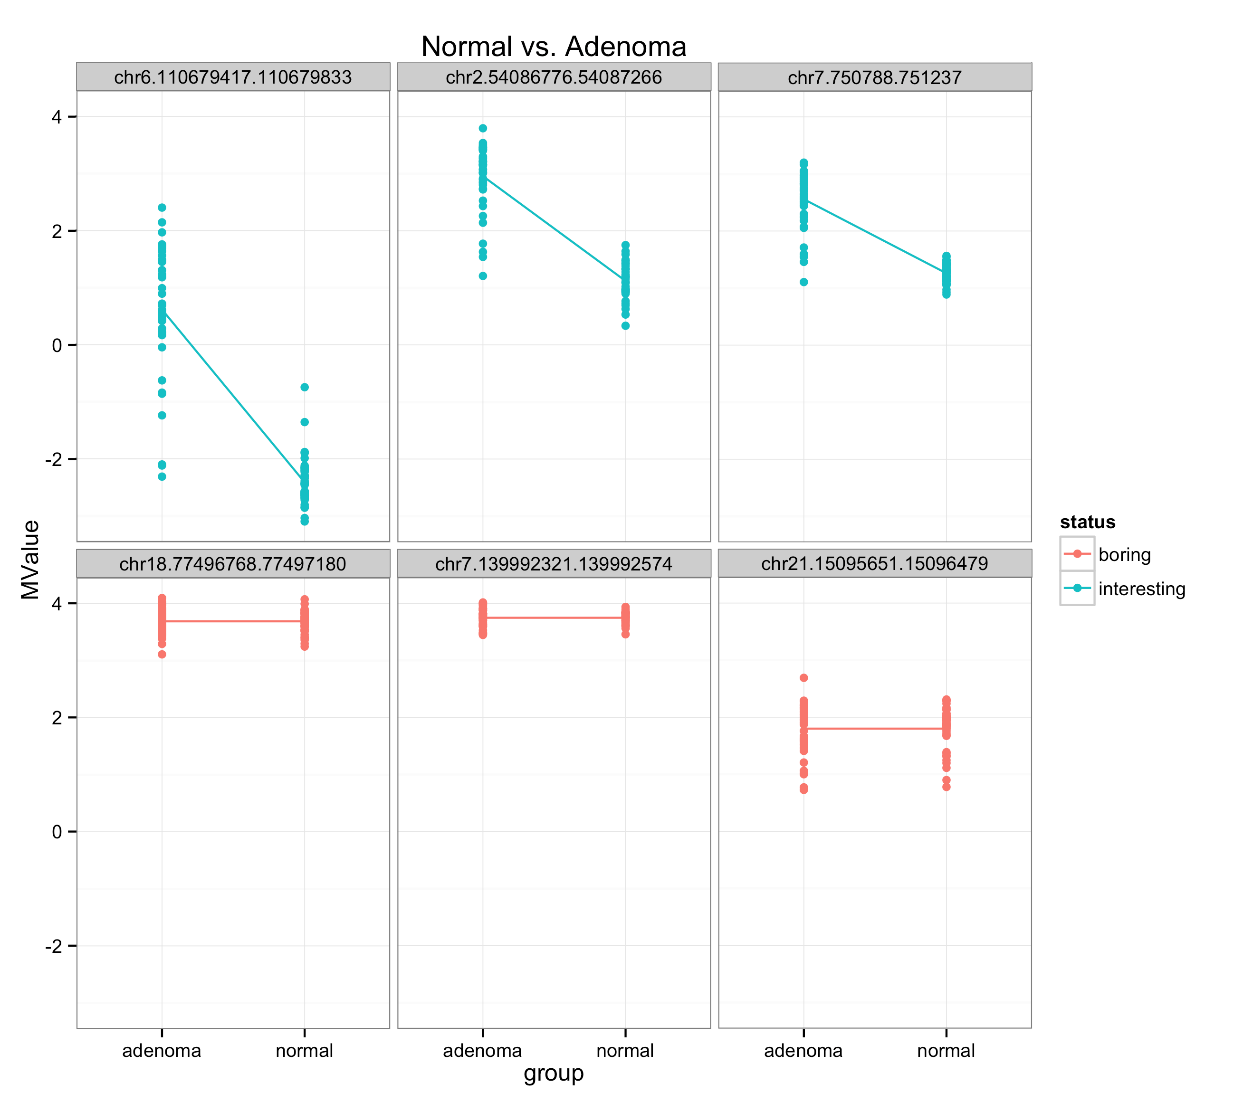 Normal vs. Adenoma
chr6.110679417.110679833
chr2.54086776.54087266
chr7.750788.751237
4
2
0
-2
MValue
chr18.77496768.77497180
chr7.139992321.139992574
chr21.15095651.15096479
4
2
0
-2
adenoma
normal
adenoma
normal
adenoma
normal
group
status
boring
interesting